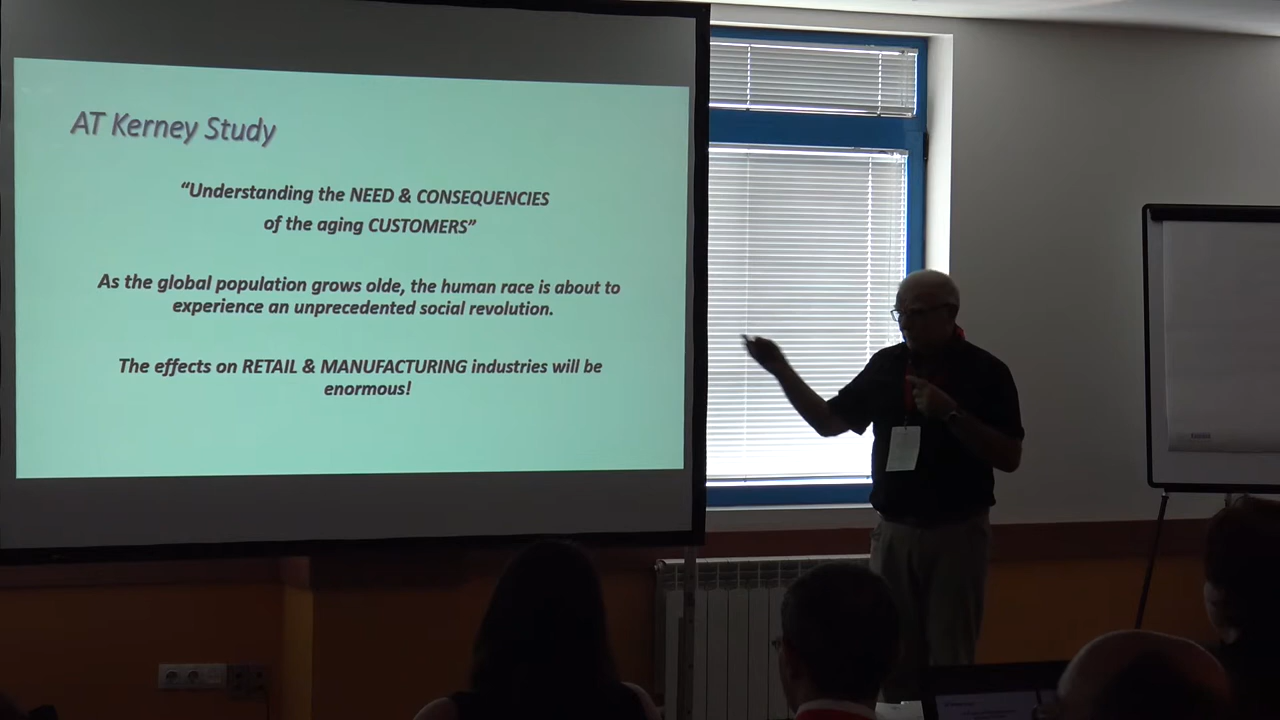 AT Kerney Study
“Understanding the NEED & CONSEQUENCIES
of the aging CUSTOMERS”
As the global population grows olde, the human race is about to
experience an unprecedented social revolution.
The effects on RETAIL & MANUFACTURING industries will be
enormous!